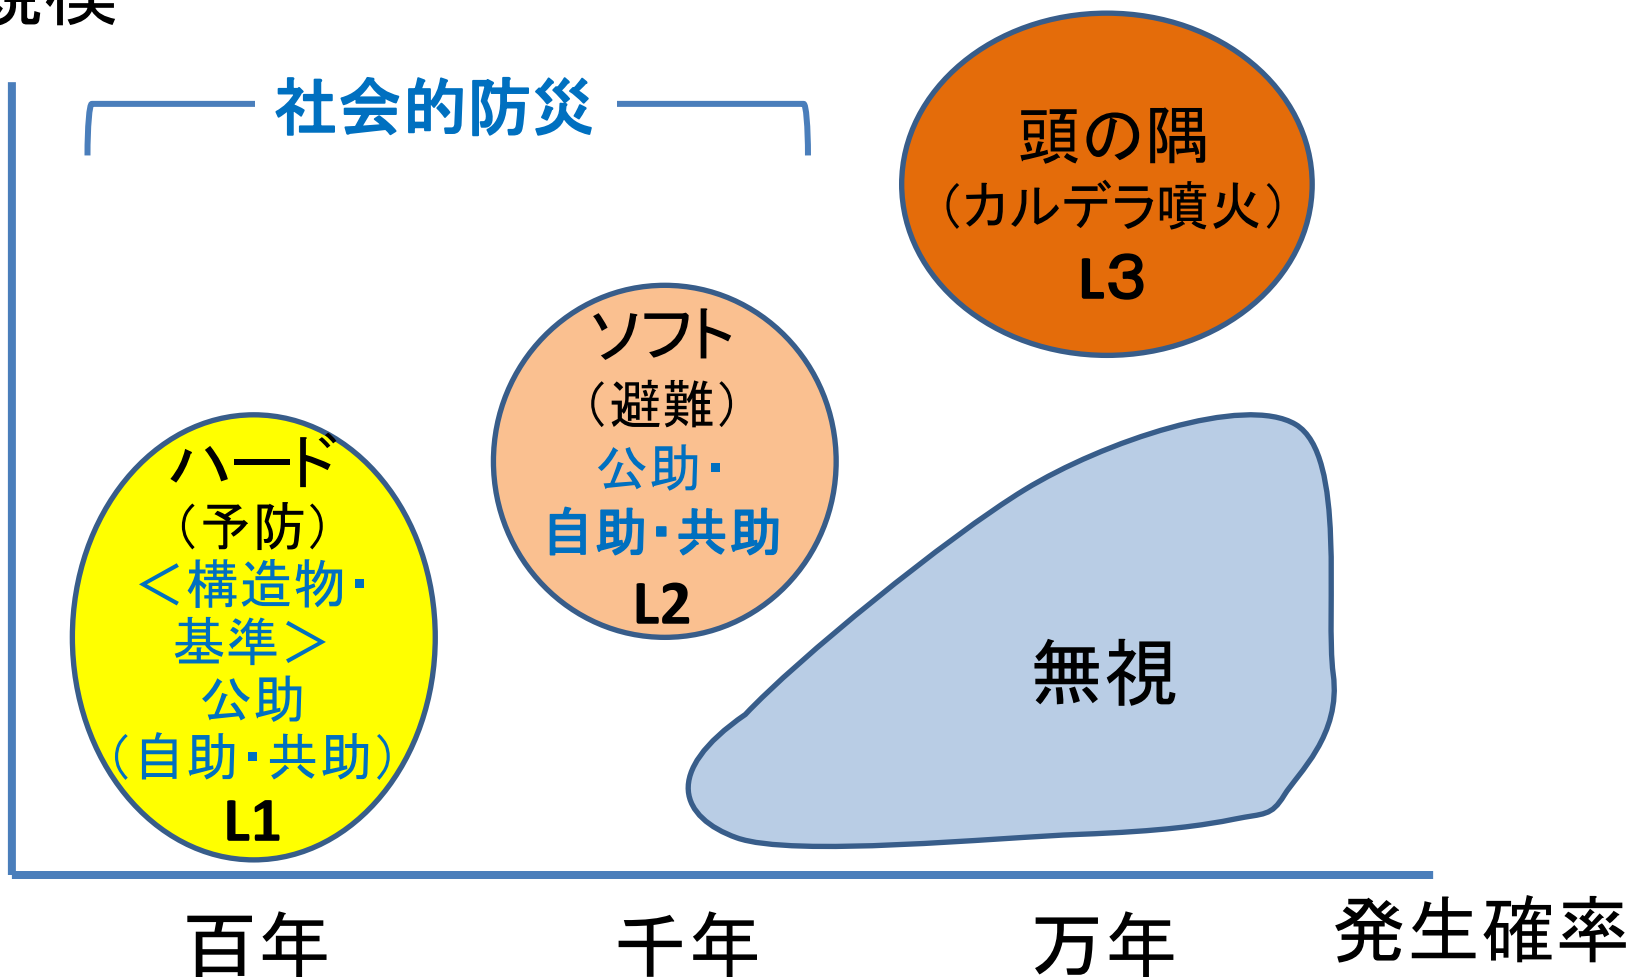 規模
社会的防災
頭の隅
（カルデラ噴火）
L3
ソフト
（避難）
公助・
自助・共助
L2
ハード
（予防）
＜構造物・
基準＞
公助
（自助・共助）
L1
無視
百年
千年
万年
発生確率